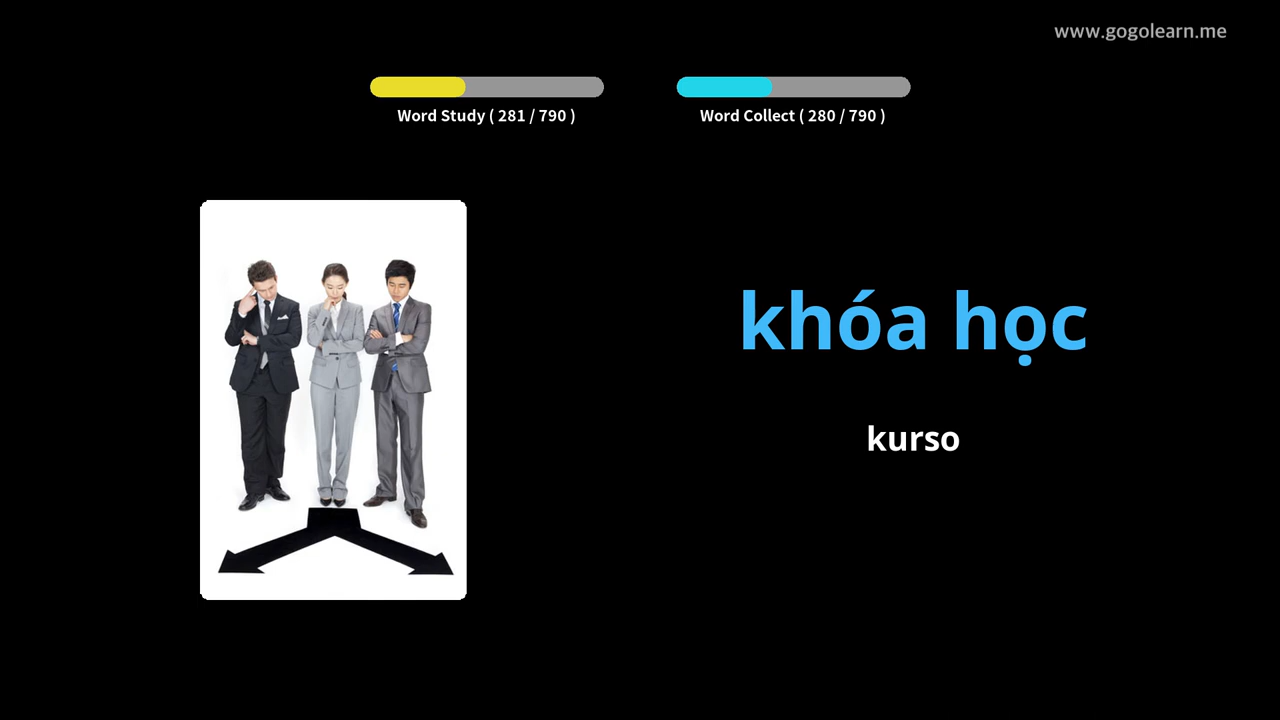 www.gogolearn.me
Word Study ( 281 / 790 )
Word Collect ( 280 / 790 )
khóa học
kurso